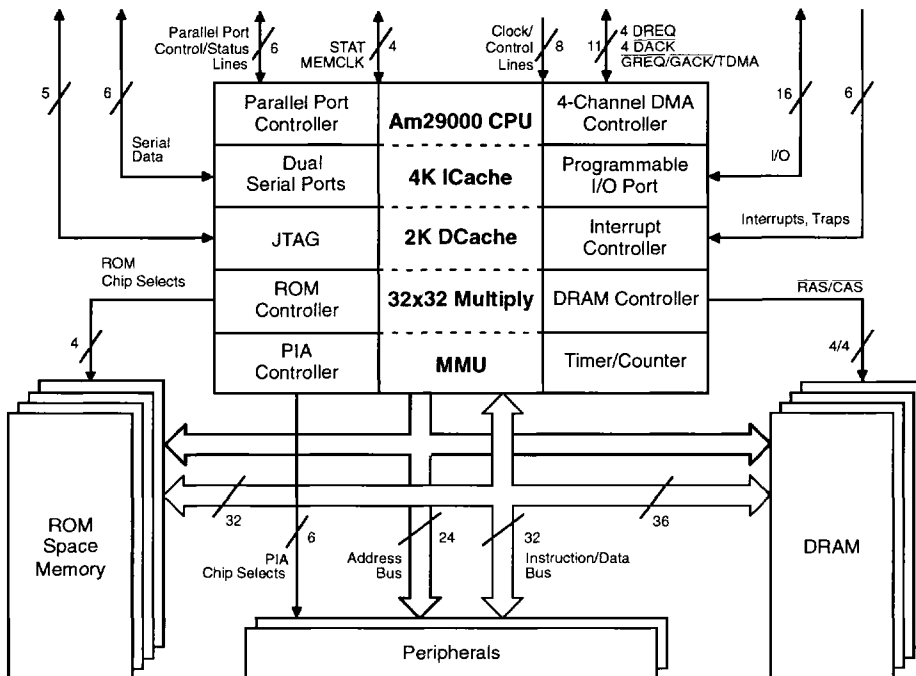 Parallel Port
Control/Status
Lines
6
STAT
MEMCLK
4
Clock/
Control
Lines
8
11
4 DREQ
4 DACK
GREQ/GACK/TDMA
5
6
16
6
Serial
Data
I/O
Interrupts, Traps
Parallel Port
Controller
Am29000 CPU
4-Channel DMA
Controller
Dual
Serial Ports
4K ICache
Programmable
I/O Port
JTAG
2K DCache
Interrupt
Controller
ROM
Controller
32x32 Multiply
DRAM Controller
PIA
Controller
MMU
Timer/Counter
ROM
Chip Selects
4
RAS/CAS
4/4
32
36
6
24
32
PIA
Chip Selects
Address
Bus
Instruction/Data
Bus
ROM
Space
Memory
DRAM
Peripherals